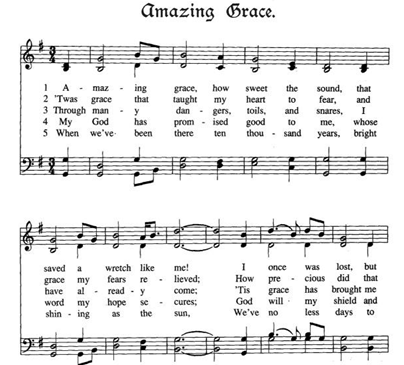 Amazing Grace.
1 A - maz - ing grace, how sweet the sound, that
2 'Twas grace that taught my heart to fear, and
3 Through man - y dan - gers, toils, and snares, I
4 My God has prom - ised good to me, whose
5 When we've been there ten thou - sand years, bright
saved a wretch like me! I once was lost, but
grace my fears re - lieved; How pre - cious did that
have al - read - y come; 'Tis grace has brought me
word my hope se - cures; God will my shield and
shin - ing as the sun, We've no less days to